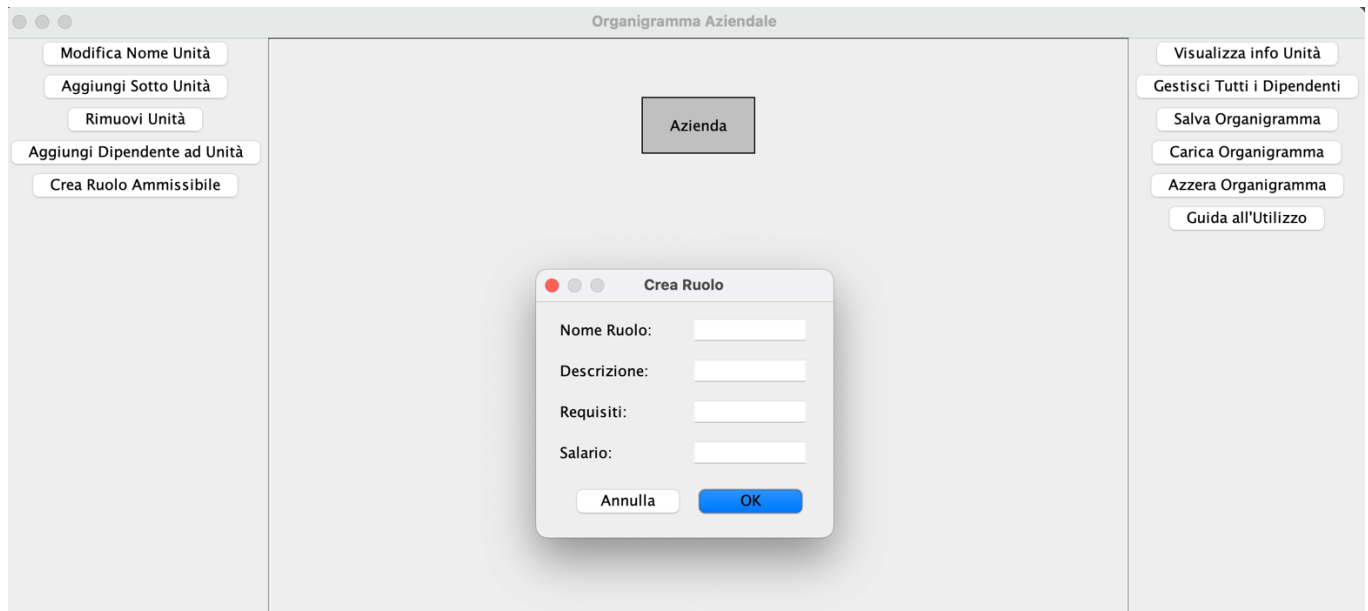 Organigramma Aziendale
Modifica Nome Unità
Aggiungi Sotto Unità
Rimuovi Unità
Aggiungi Dipendente ad Unità
Crea Ruolo Ammissibile
Azienda
Visualizza info Unità
Gestisci Tutti i Dipendenti
Salva Organigramma
Carica Organigramma
Azzera Organigramma
Guida all'Utilizzo
Crea Ruolo
Nome Ruolo:
Descrizione:
Requisiti:
Salario:
Annulla OK